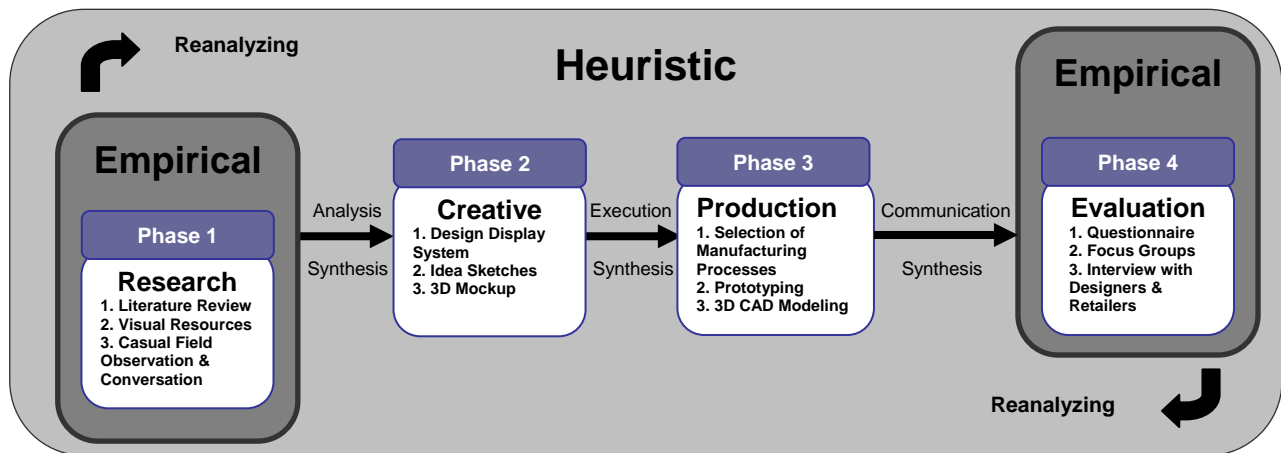 Reanalyzing
Heuristic
Empirical
Phase 1
Research
1. Literature Review
2. Visual Resources
3. Casual Field
Observation &
Conversation
Analysis
Synthesis
Phase 2
Creative
1. Design Display
System
2. Idea Sketches
3. 3D Mockup
Execution
Synthesis
Phase 3
Production
1. Selection of
Manufacturing
Processes
2. Prototyping
3. 3D CAD Modeling
Communication
Synthesis
Empirical
Phase 4
Evaluation
1. Questionnaire
2. Focus Groups
3. Interview with
Designers &
Retailers
Reanalyzing